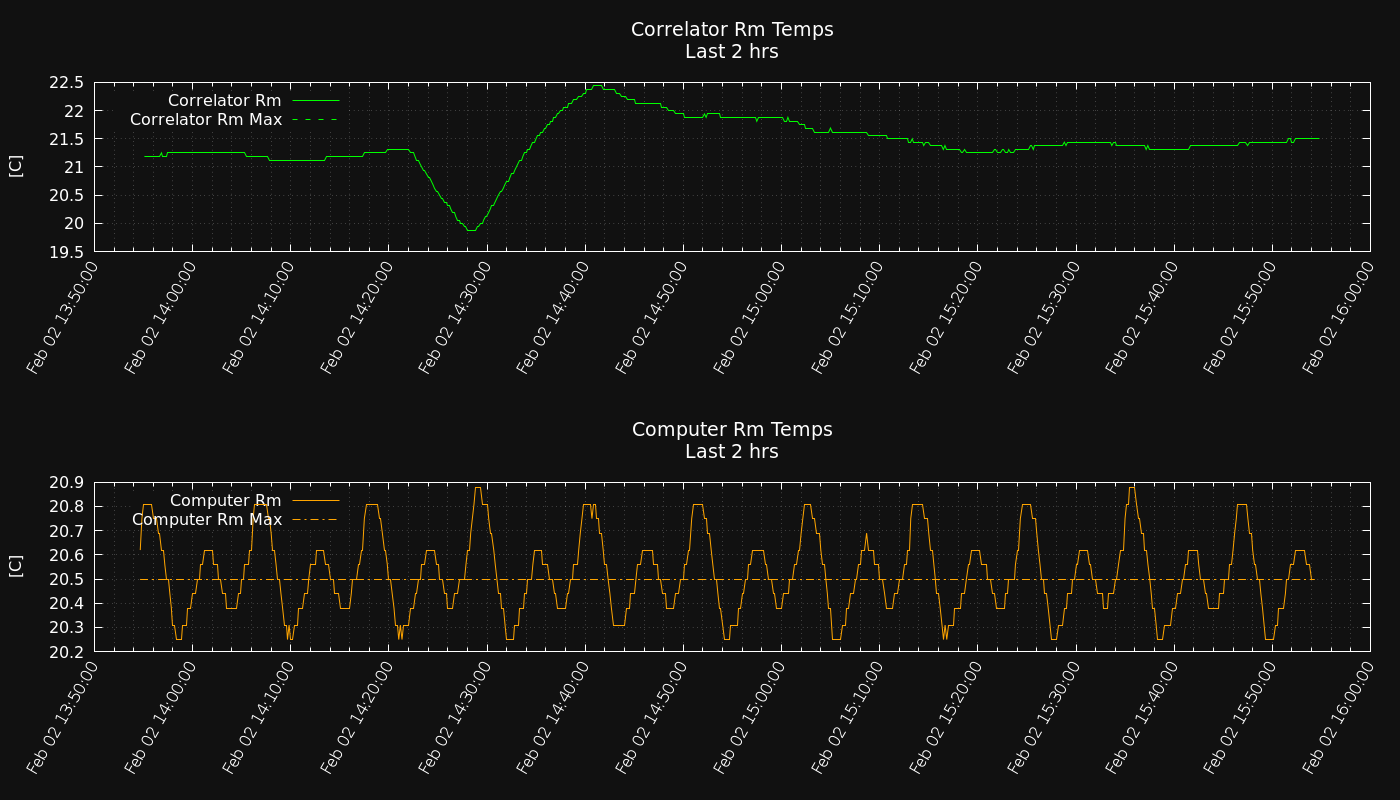 Correlator Rm Temps
Last 2 hrs
22.5
22
21.5
21
20.5
20
19.5
[C]
Correlator Rm
Correlator Rm Max
Feb 02 13:50:00
Feb 02 14:00:00
Feb 02 14:10:00
Feb 02 14:20:00
Feb 02 14:30:00
Feb 02 14:40:00
Feb 02 14:50:00
Feb 02 15:00:00
Feb 02 15:10:00
Feb 02 15:20:00
Feb 02 15:30:00
Feb 02 15:40:00
Feb 02 15:50:00
Feb 02 16:00:00
Computer Rm Temps
Last 2 hrs
20.9
20.8
20.7
20.6
20.5
20.4
20.3
20.2
[C]
Computer Rm
Computer Rm Max
Feb 02 13:50:00
Feb 02 14:00:00
Feb 02 14:10:00
Feb 02 14:20:00
Feb 02 14:30:00
Feb 02 14:40:00
Feb 02 14:50:00
Feb 02 15:00:00
Feb 02 15:10:00
Feb 02 15:20:00
Feb 02 15:30:00
Feb 02 15:40:00
Feb 02 15:50:00
Feb 02 16:00:00